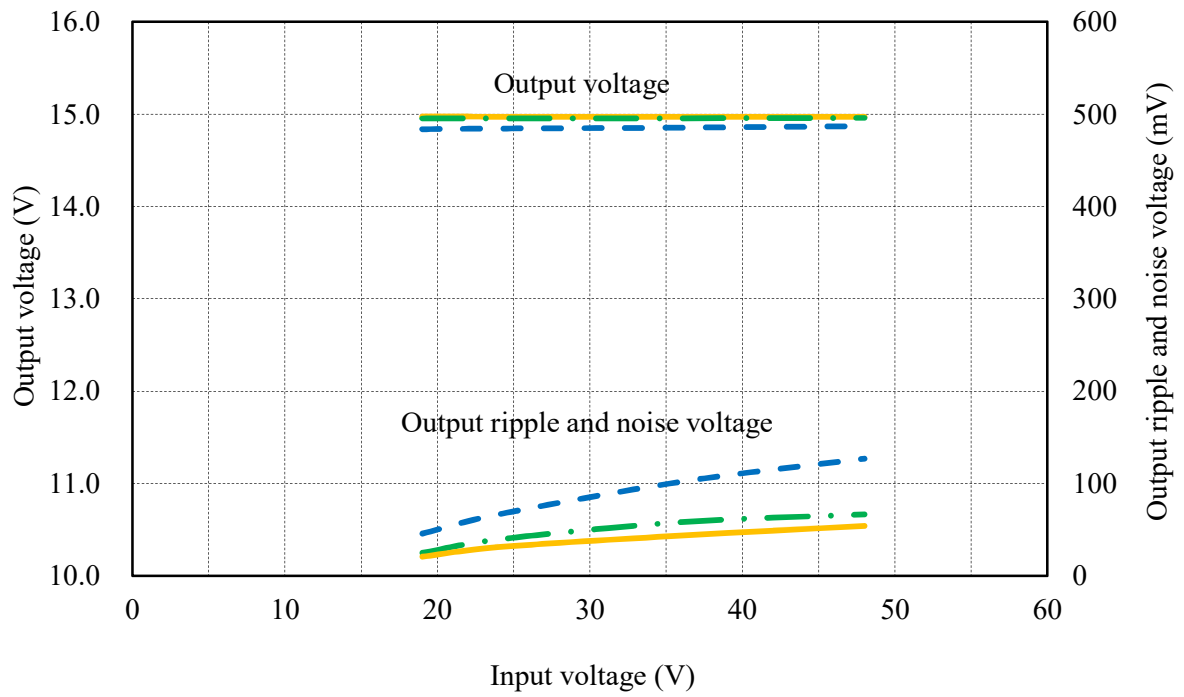 16.0
15.0
14.0
13.0
12.0
11.0
10.0
Output voltage (V)
600
500
400
300
200
100
0
Output ripple and noise voltage (mV)
Output voltage
Output ripple and noise voltage
0 10 20 30 40 50 60
Input voltage (V)